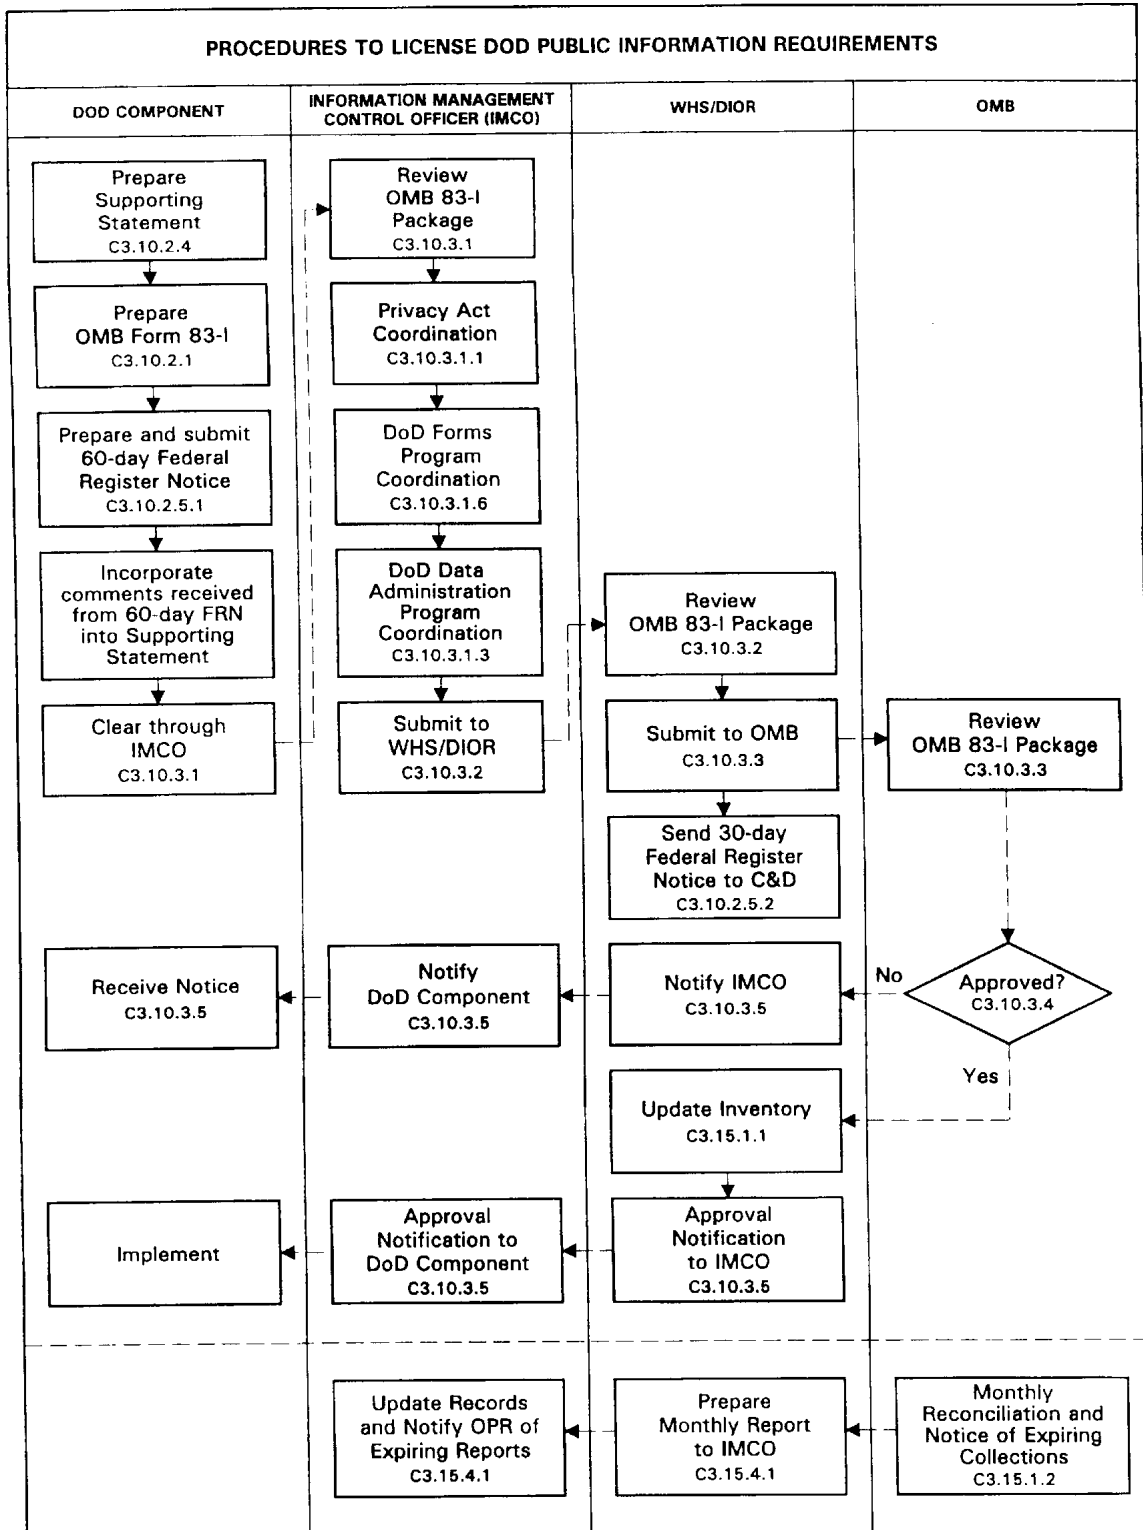 PROCEDURES TO LICENSE DOD PUBLIC INFORMATION REQUIREMENTS
DOD COMPONENT
INFORMATION MANAGEMENT
CONTROL OFFICER (IMCO)
WHS/DIOR
OMB
Prepare
Supporting
Statement
C3.10.2.4
Prepare
OMB Form 83-I
C3.10.2.1
Prepare and submit
60-day Federal
Register Notice
C3.10.2.5.1
Incorporate
comments received
from 60-day FRN
into Supporting
Statement
Clear through
IMCO
C3.10.3.1
Review
OMB 83-I
Package
C3.10.3.1
Privacy Act
Coordination
C3.10.3.1.1
DoD Forms
Program
Coordination
C3.10.3.1.6
DoD Data
Administration
Program
Coordination
C3.10.3.1.3
Submit to
WHS/DIOR
C3.10.3.2
Review
OMB 83-I Package
C3.10.3.2
Submit to OMB
C3.10.3.3
Send 30-day
Federal Register
Notice to C&D
C3.10.2.5.2
Review
OMB 83-I Package
C3.10.3.3
Approved?
C3.10.3.4
No
Notify IMCO
C3.10.3.5
Notify
DoD Component
C3.10.3.5
Receive Notice
C3.10.3.5
Yes
Update Inventory
C3.15.1.1
Approval
Notification
to IMCO
C3.10.3.5
Approval
Notification to
DoD Component
C3.10.3.5
Implement
Monthly
Reconciliation and
Notice of Expiring
Collections
C3.15.1.2
Prepare
Monthly Report
to IMCO
C3.15.4.1
Update Records
and Notify OPR of
Expiring Reports
C3.15.4.1